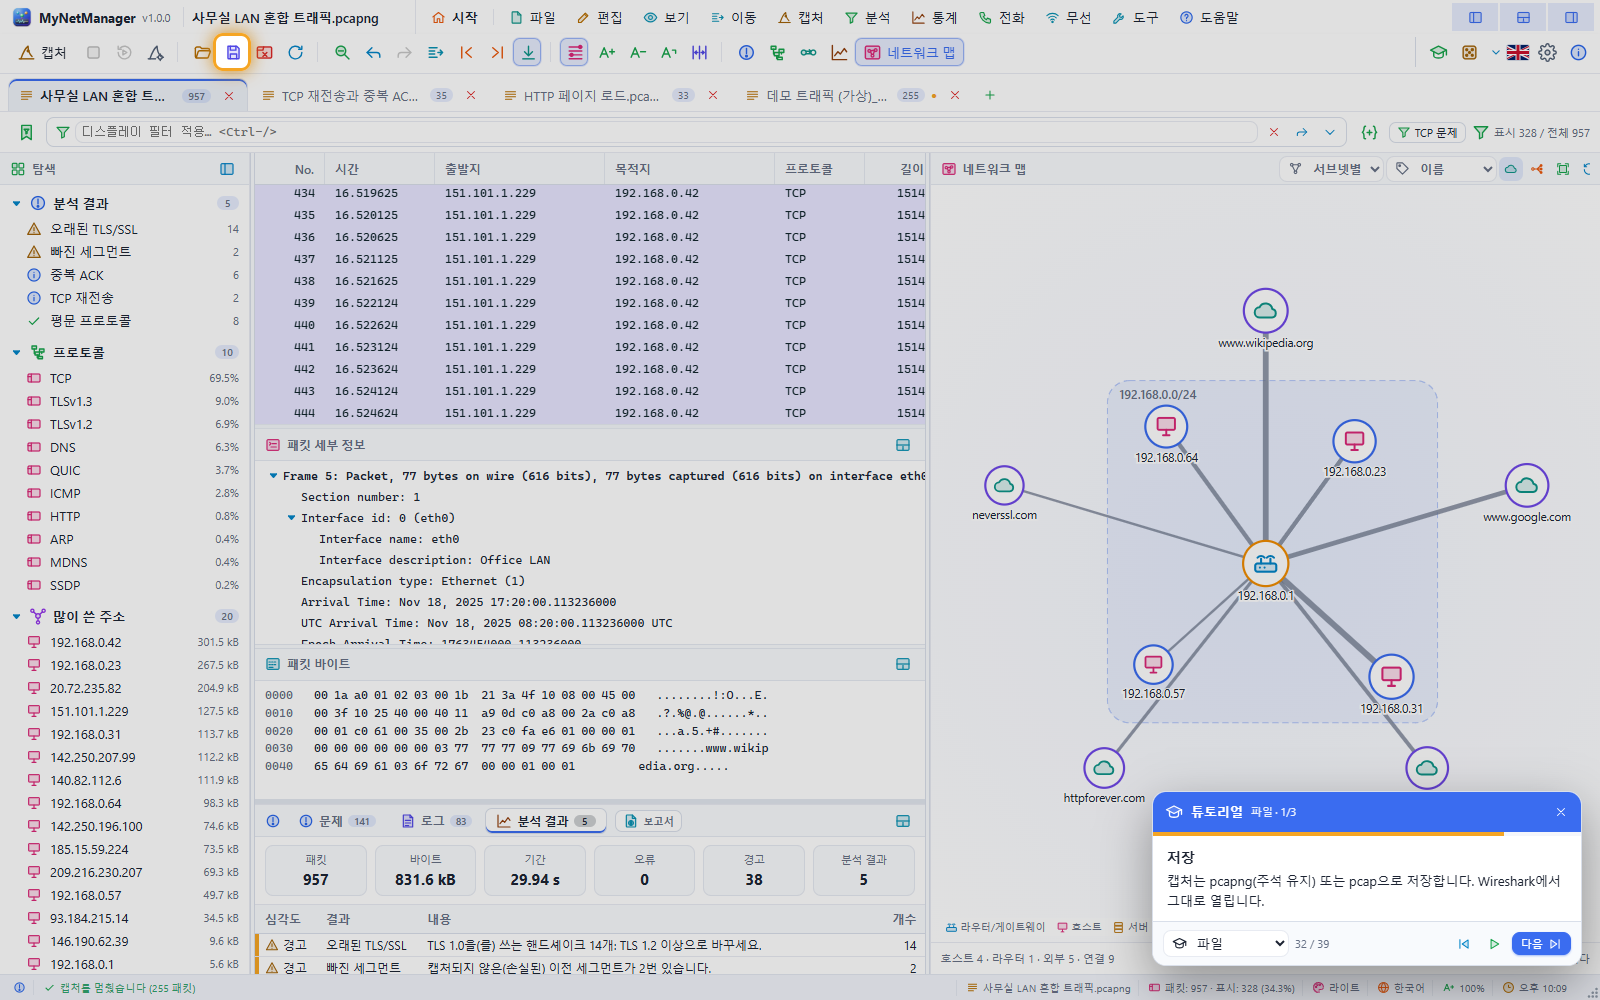 MyNetManager v1.0.0 사무실 LAN 혼합 트래픽.pcapng 시작 파일 편집 보기 이동 캡처 분석 통계 전화 무선 도구 도움말
캡처 A+ A− 네트워크 맵
사무실 LAN 혼합 트... 957 TCP 재전송과 중복 AC... 35 HTTP 페이지 로드.pca... 33 데모 트래픽 (가상)_... 255
디스플레이 필터 적용… <Ctrl-/> TCP 문제 표시 328 / 전체 957
탐색
분석 결과 5
오래된 TLS/SSL 14
빠진 세그먼트 2
중복 ACK 6
TCP 재전송 2
평문 프로토콜 8
프로토콜 10
TCP 69.5%
TLSv1.3 9.0%
TLSv1.2 6.9%
DNS 6.3%
QUIC 3.7%
ICMP 2.8%
HTTP 0.8%
ARP 0.4%
MDNS 0.4%
SSDP 0.2%
많이 쓴 주소 20
192.168.0.42 301.5 kB
192.168.0.23 267.5 kB
20.72.235.82 204.9 kB
151.101.1.229 127.5 kB
192.168.0.31 113.7 kB
142.250.207.99 112.2 kB
140.82.112.6 111.9 kB
192.168.0.64 98.3 kB
142.250.196.100 74.6 kB
185.15.59.224 73.5 kB
209.216.230.207 69.3 kB
192.168.0.57 49.7 kB
93.184.215.14 34.5 kB
146.190.62.39 9.6 kB
192.168.0.1 5.6 kB
No. 시간 출발지 목적지 프로토콜 길이
434 16.519625 151.101.1.229 192.168.0.42 TCP 1514
435 16.520125 151.101.1.229 192.168.0.42 TCP 1514
436 16.520625 151.101.1.229 192.168.0.42 TCP 1514
437 16.521125 151.101.1.229 192.168.0.42 TCP 1514
438 16.521625 151.101.1.229 192.168.0.42 TCP 1514
439 16.522124 151.101.1.229 192.168.0.42 TCP 1514
440 16.522624 151.101.1.229 192.168.0.42 TCP 1514
441 16.523124 151.101.1.229 192.168.0.42 TCP 1514
442 16.523624 151.101.1.229 192.168.0.42 TCP 1514
443 16.524124 151.101.1.229 192.168.0.42 TCP 1514
444 16.524624 151.101.1.229 192.168.0.42 TCP 1514
패킷 세부 정보
Frame 5: Packet, 77 bytes on wire (616 bits), 77 bytes captured (616 bits) on interface eth0
Section number: 1
Interface id: 0 (eth0)
Interface name: eth0
Interface description: Office LAN
Encapsulation type: Ethernet (1)
Arrival Time: Nov 18, 2025 17:20:00.113236000
UTC Arrival Time: Nov 18, 2025 08:20:00.113236000 UTC
Epoch Arrival Time: 1763454000.113236000
패킷 바이트
0000 00 1a a0 01 02 03 00 1b 21 3a 4f 10 08 00 45 00 ........!:O...E.
0010 00 3f 10 25 40 00 40 11 a9 0d c0 a8 00 2a c0 a8 .?.%@.@......*..
0020 00 01 c0 61 00 35 00 2b 23 c0 fa e6 01 00 00 01 ...a.5.+#.......
0030 00 00 00 00 00 00 03 77 77 77 09 77 69 6b 69 70 .......www.wikip
0040 65 64 69 61 03 6f 72 67 00 00 01 00 01 edia.org.....
문제 141 로그 83 분석 결과 5 보고서
패킷 957
바이트 831.6 kB
기간 29.94 s
오류 0
경고 38
분석 결과 5
심각도 결과 내용 개수
경고 오래된 TLS/SSL TLS 1.0을(를) 쓰는 핸드셰이크 14개: TLS 1.2 이상으로 바꾸세요. 14
경고 빠진 세그먼트 캡처되지 않은(손실된) 이전 세그먼트가 2번 있습니다. 2
네트워크 맵 서브넷별 이름
www.wikipedia.org
192.168.0.0/24
192.168.0.64
192.168.0.23
neverssl.com
www.google.com
192.168.0.1
192.168.0.57
192.168.0.31
httpforever.com
라우터/게이트웨이 호스트 서버
호스트 4 · 라우터 1 · 외부 5 · 연결 9
다
튜토리얼 파일 · 1/3
저장
캡처는 pcapng(주석 유지) 또는 pcap으로 저장합니다. Wireshark에서
그대로 열립니다.
파일 32 / 39 다음
캡처를 멈췄습니다 (255 패킷) 사무실 LAN 혼합 트래픽.pcapng 패킷: 957 · 표시: 328 (34.3%) 라이트 한국어 100% 오후 10:09